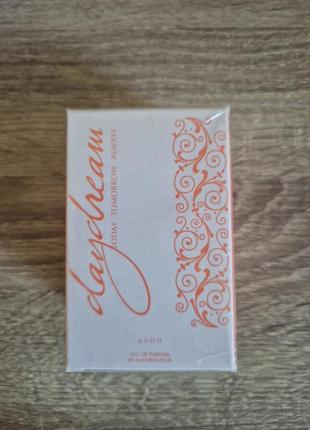 daydream
TODAY · TOMORROW · ALWAYS
AVON
EAU DE PARFUM
EN VAPORISATEUR